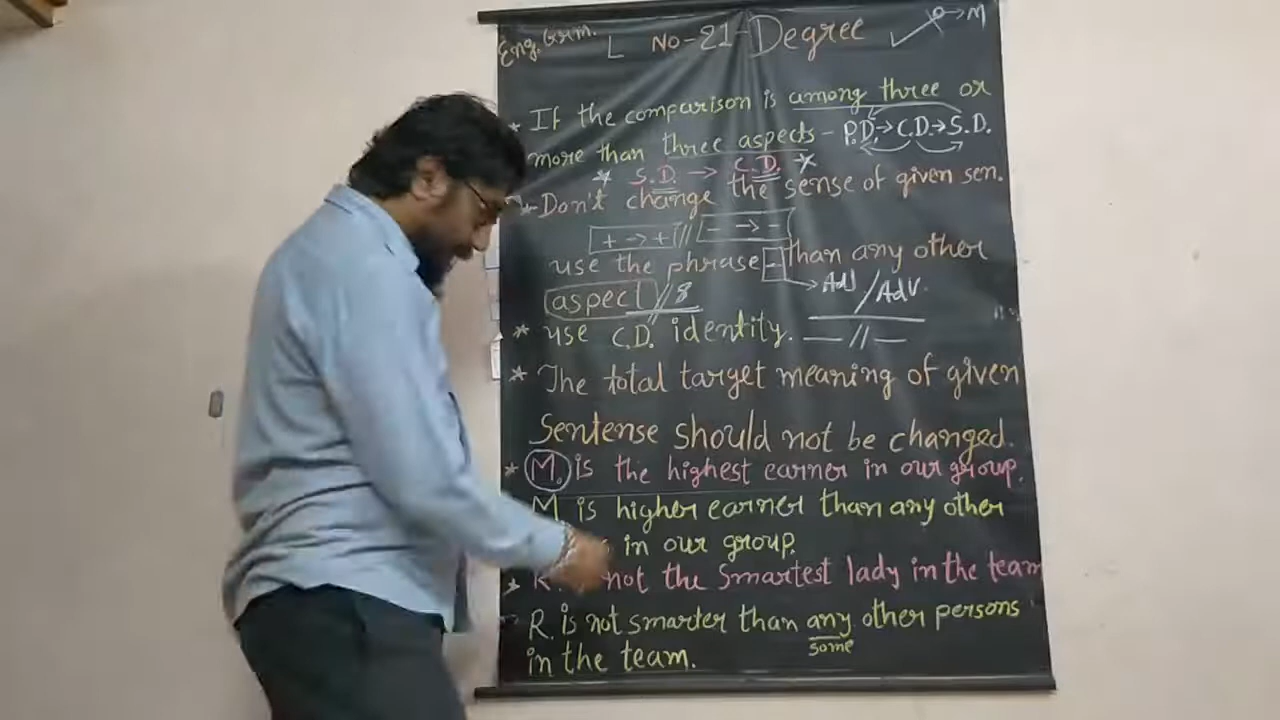 Eng. Grm. L No-21-Degree →M
* If the comparison is among three or
more than three aspects - P.D.→C.D.→S.D.
* S.D. → C.D. *
* Don't change the sense of given sen.
+ → + // - → -
use the phrase - than any other
aspect // s → Adj / Adv.
* use C.D. identity. — // —
* The total target meaning of given
Sentense should not be changed.
* M. is the highest earner in our group.
M is higher earner than any other
in our group.
* R. not the Smartest lady in the team
R. is not smarter than any other persons
some
in the team.